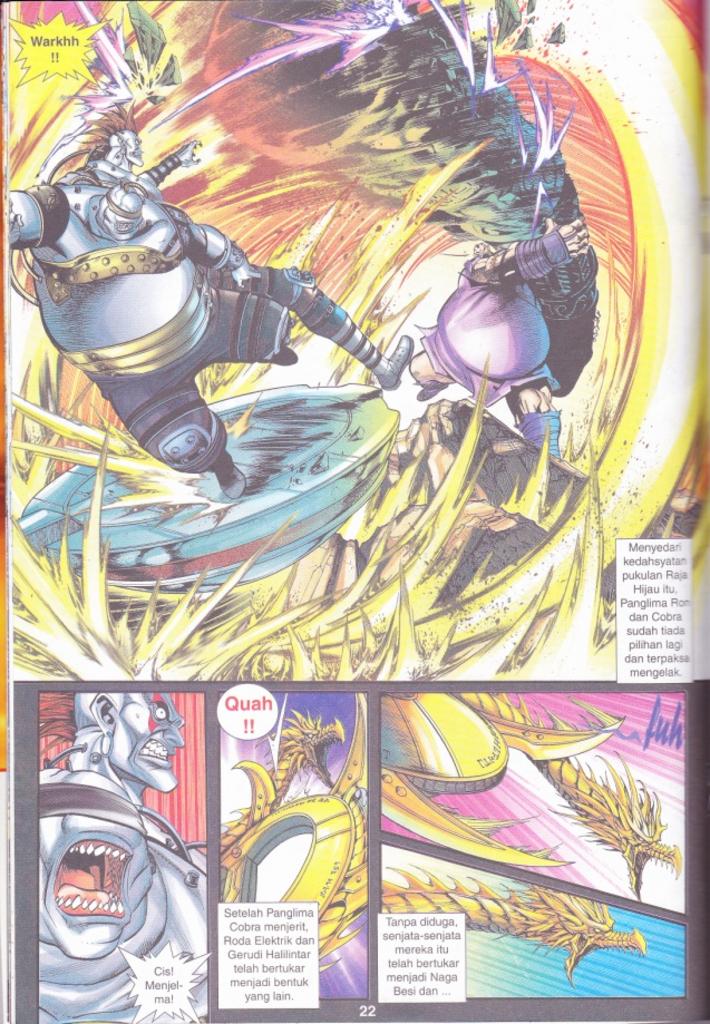 Warkhh
!!
Menyedari
kedahsyatan
pukulan Raja
Hijau itu,
Panglima Rom
dan Cobra
sudah tiada
pilihan lagi
dan terpaksa
mengelak.
Quah
!!
Cis!
Menjel-
ma!
Setelah Panglima
Cobra menjerit,
Roda Elektrik dan
Gerudi Halilintar
telah bertukar
menjadi bentuk
yang lain.
Tanpa diduga,
senjata-senjata
mereka itu
telah bertukar
menjadi Naga
Besi dan ...
22